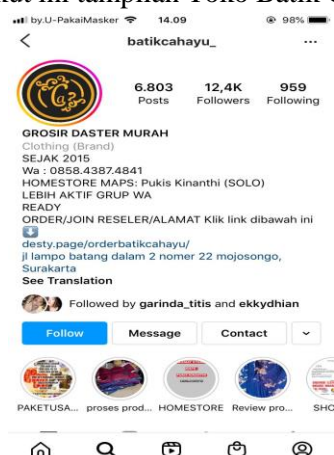 by.U-PakaiMasker 14.09 98%
batikcahayu_
6.803 12,4K 959
Posts Followers Following
GROSIR DASTER MURAH
Clothing (Brand)
SEJAK 2015
Wa : 0858.4387.4841
HOMESTORE MAPS: Pukis Kinanthi (SOLO)
LEBIH AKTIF GRUP WA
READY
ORDER/JOIN RESELER/ALAMAT Klik link dibawah ini
desty.page/orderbatikcahayu/
jl lampo batang dalam 2 nomer 22 mojosongo,
Surakarta
See Translation
Followed by garinda_titis and ekkydhian
Follow Message Contact
PAKETUSA... proses prod... HOMESTORE Review pro... SHO